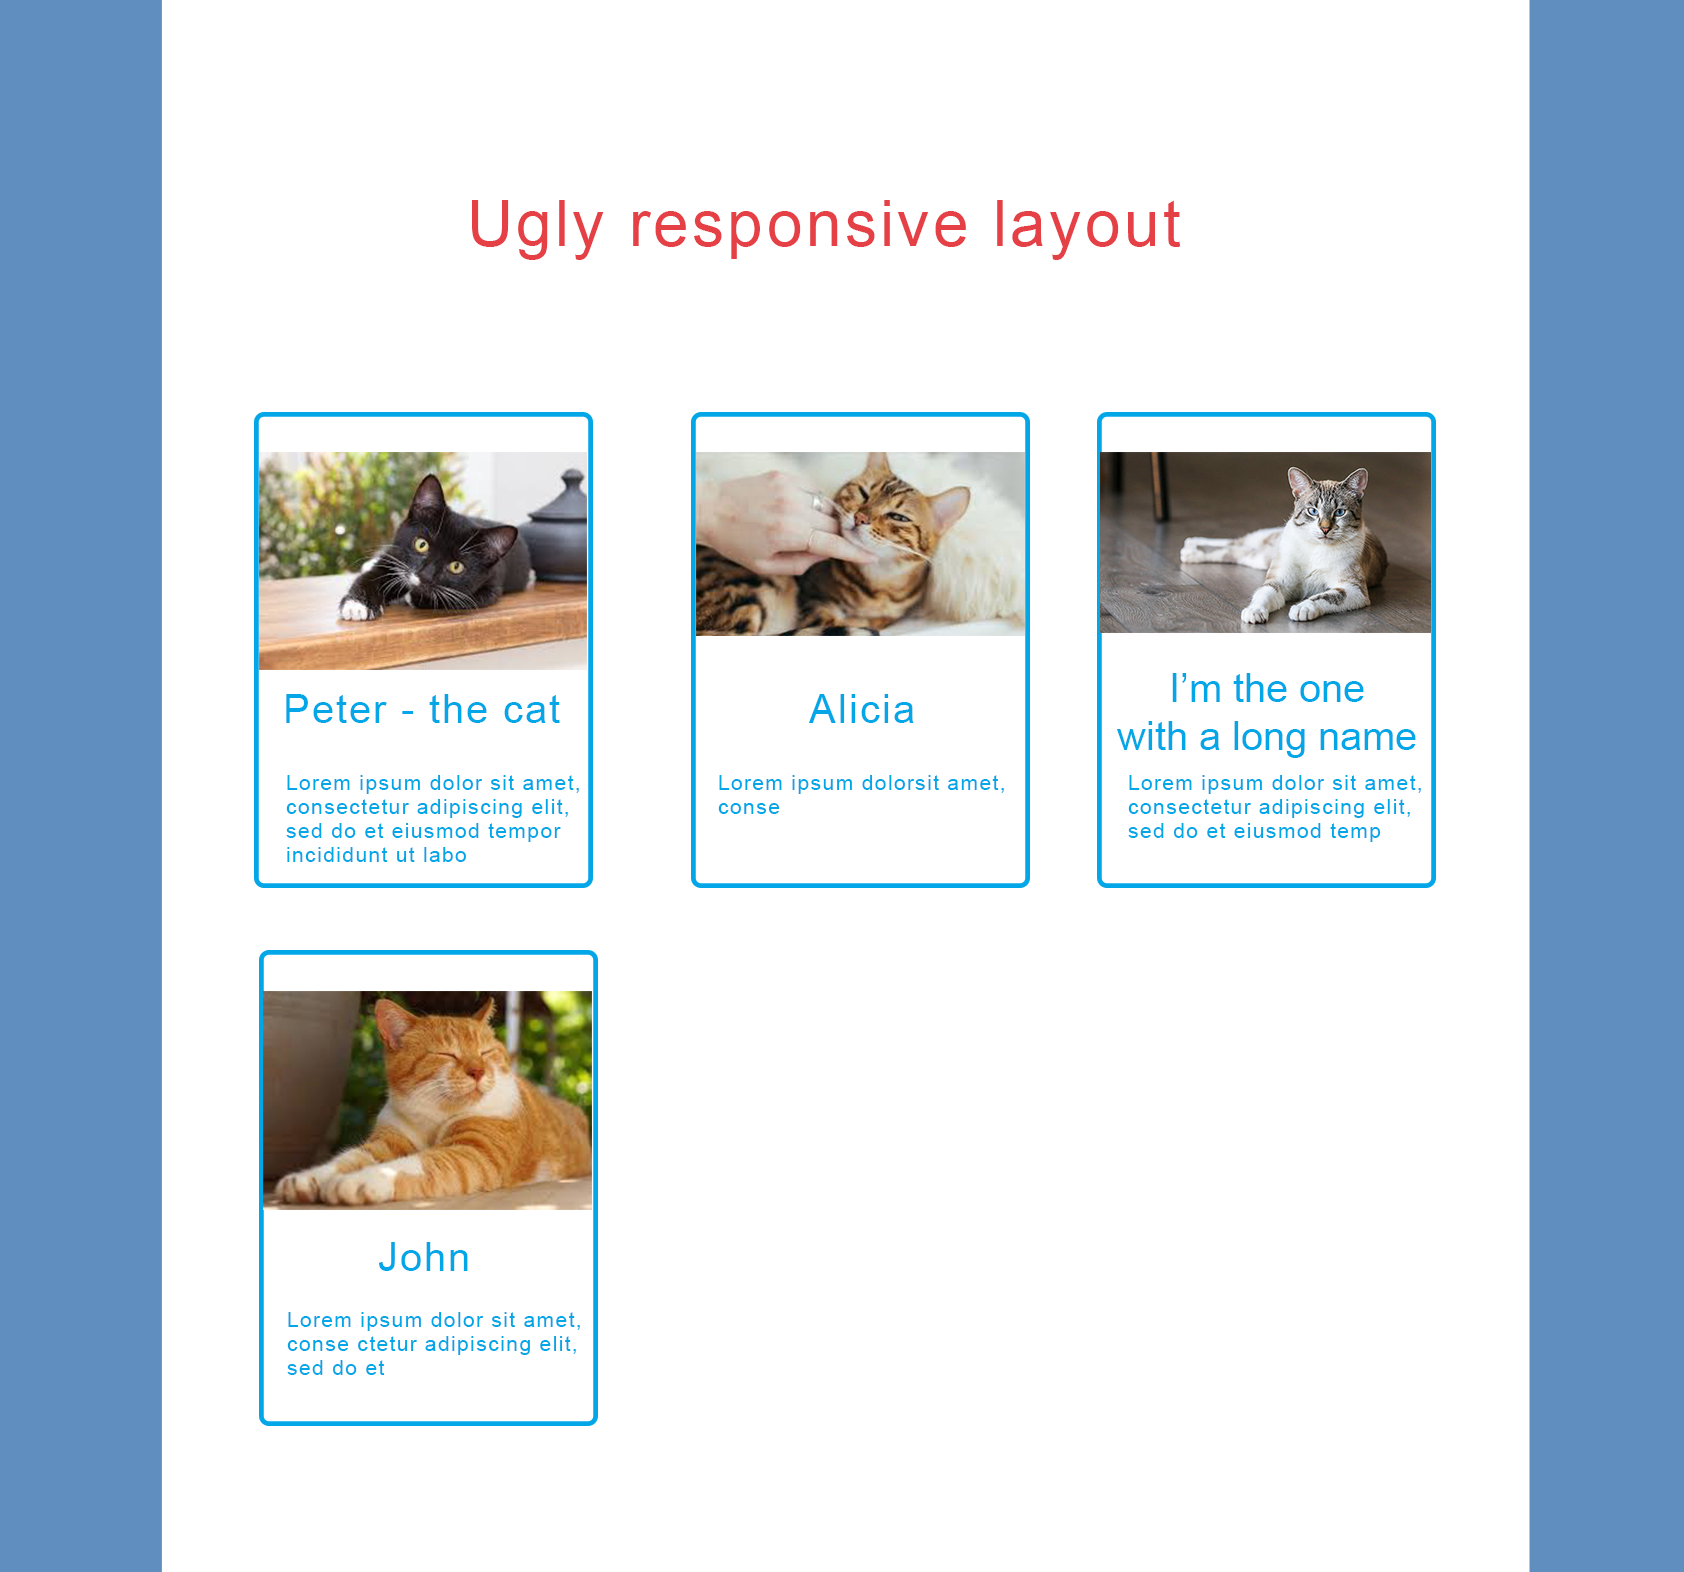 Ugly responsive layout
Peter - the cat
Lorem ipsum dolor sit amet,
consectetur adipiscing elit,
sed do et eiusmod tempor
incididunt ut labo
Alicia
Lorem ipsum dolorsit amet,
conse
I’m the one
with a long name
Lorem ipsum dolor sit amet,
consectetur adipiscing elit,
sed do et eiusmod temp
John
Lorem ipsum dolor sit amet,
conse ctetur adipiscing elit,
sed do et